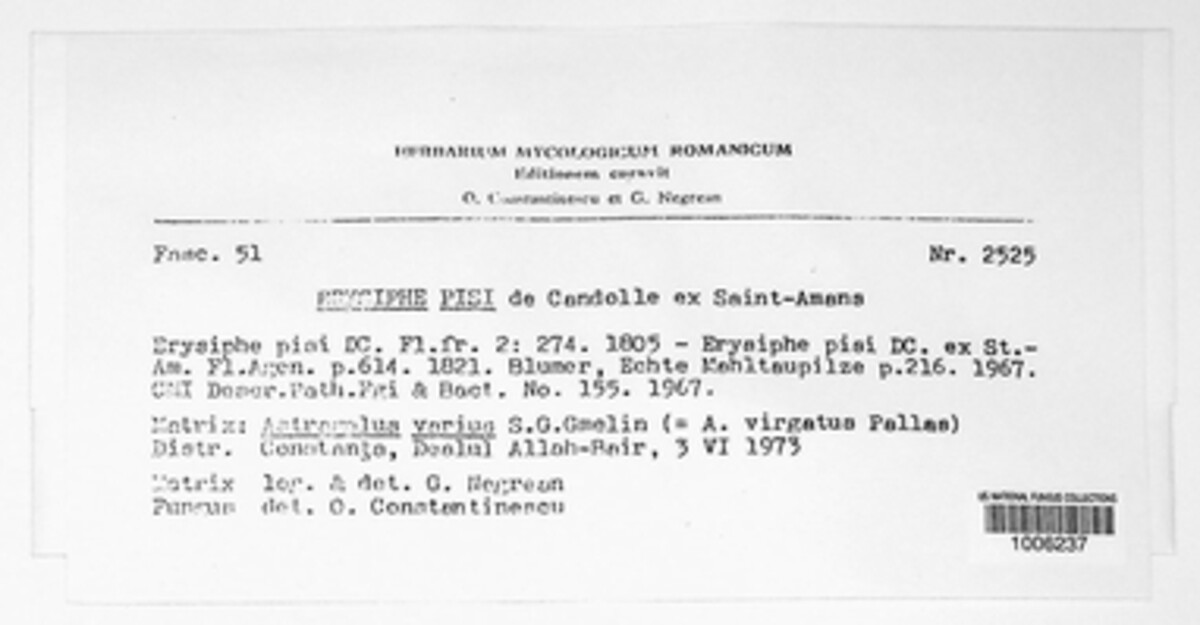 HERBARIUM MYCOLOGICUM ROMANICUM
Editionem curavit
O. Constantinescu et G. Negrean
Fasc. 51
Nr. 2525
ERYSIPHE PISI de Candolle ex Saint-Amans
Erysiphe pisi DC. Fl.fr. 2: 274. 1805 - Erysiphe pisi DC. ex St.-
Am. Fl.Agen. p.614. 1821. Blumer, Echte Mehltaupilze p.216. 1967.
CMI Descr.Path.Fgi & Bact. No. 155. 1967.
Matrix: Astragalus varius S.G.Gmelin (= A. virgatus Pallas)
Distr. Constanţa, Dealul Allah-Bair, 3 VI 1973
Matrix leg. & det. G. Negrean
Fungus det. O. Constantinescu
US NATIONAL FUNGUS COLLECTIONS
1006237